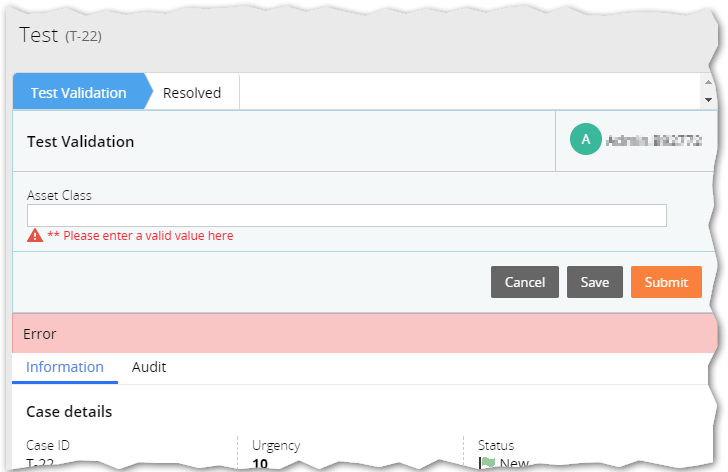 Test (T-22)
Test Validation Resolved
Test Validation
A
Asset Class
** Please enter a valid value here
Cancel Save Submit
Error
Information Audit
Case details
Case ID Urgency Status
T-22 10 New